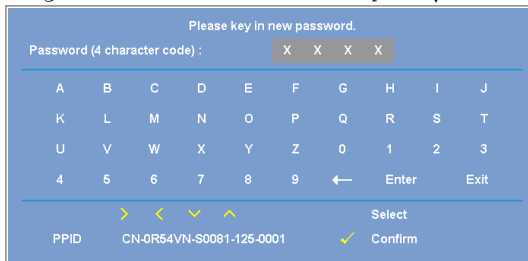 Please key in new password.
Password (4 character code) : X X X X
A B C D E F G H I J
K L M N O P Q R S T
U V W X Y Z 0 1 2 3
4 5 6 7 8 9 ← Enter Exit
> < ∨ ∧ Select
PPID CN-0R54VN-S0081-125-0001 ✓ Confirm